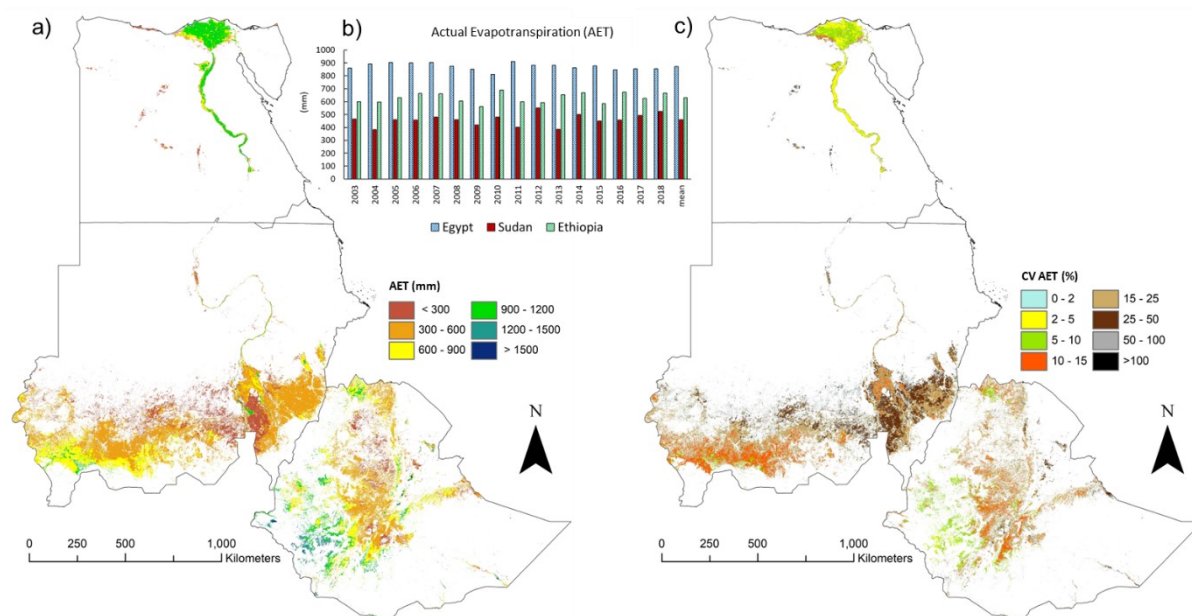 a)
b)
Actual Evapotranspiration (AET)
(mm)
1000
900
800
700
600
500
400
300
200
100
0
2003 2004 2005 2006 2007 2008 2009 2010 2011 2012 2013 2014 2015 2016 2017 2018 mean
Egypt Sudan Ethiopia
AET (mm)
< 300 900 - 1200
300 - 600 1200 - 1500
600 - 900 > 1500
N
0 250 500 1,000
Kilometers
c)
CV AET (%)
0 - 2 15 - 25
2 - 5 25 - 50
5 - 10 50 - 100
10 - 15 >100
N
0 250 500 1,000
Kilometers